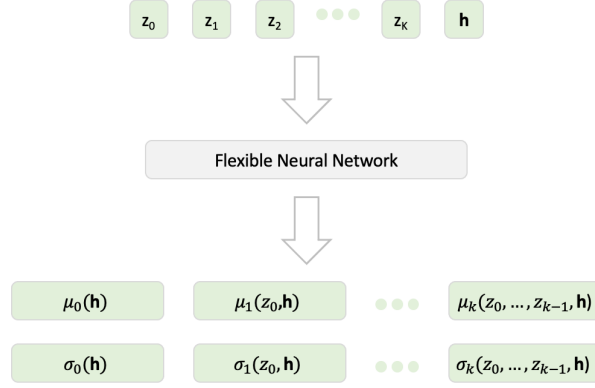 z₀ z₁ z₂ z_K h
Flexible Neural Network
μ₀(h) μ₁(z₀,h) μₖ(z₀, …, zₖ₋₁, h)
σ₀(h) σ₁(z₀, h) σₖ(z₀, …, zₖ₋₁, h)